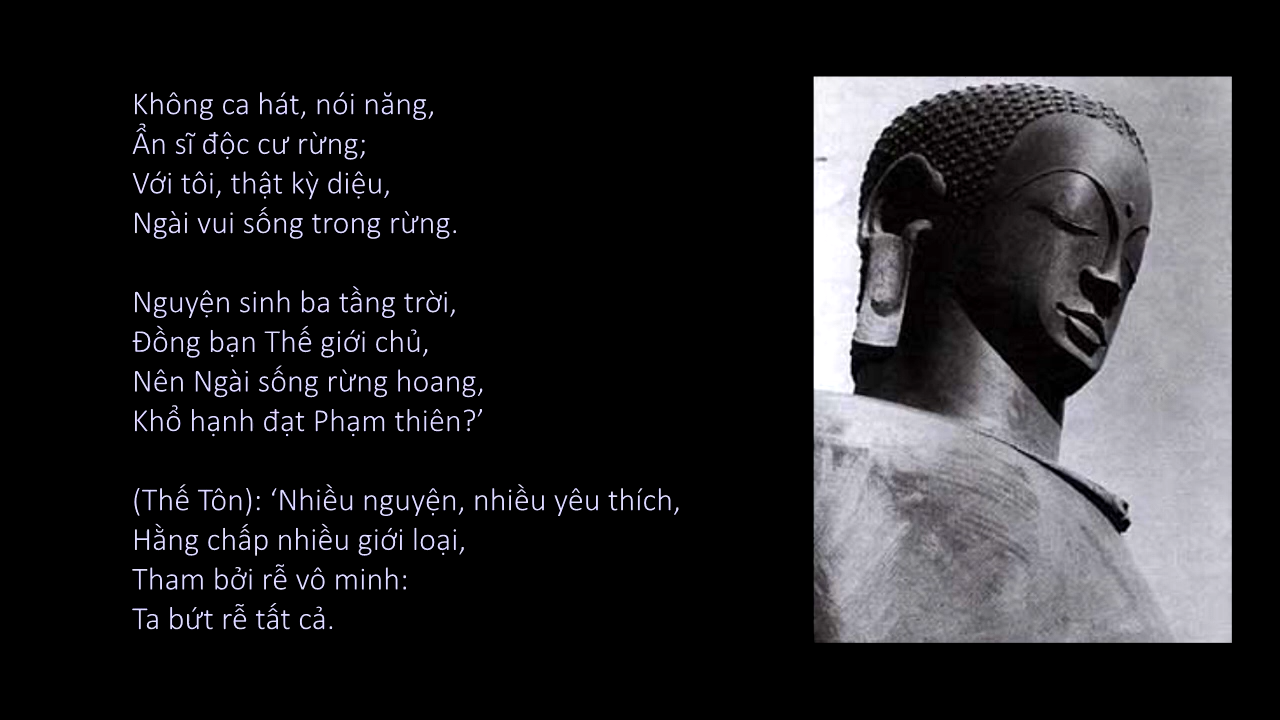 Không ca hát, nói năng,
Ẩn sĩ độc cư rừng;
Với tôi, thật kỳ diệu,
Ngài vui sống trong rừng.
Nguyện sinh ba tầng trời,
Đồng bạn Thế giới chủ,
Nên Ngài sống rừng hoang,
Khổ hạnh đạt Phạm thiên?’
(Thế Tôn): ‘Nhiều nguyện, nhiều yêu thích,
Hằng chấp nhiều giới loại,
Tham bởi rễ vô minh:
Ta bứt rễ tất cả.